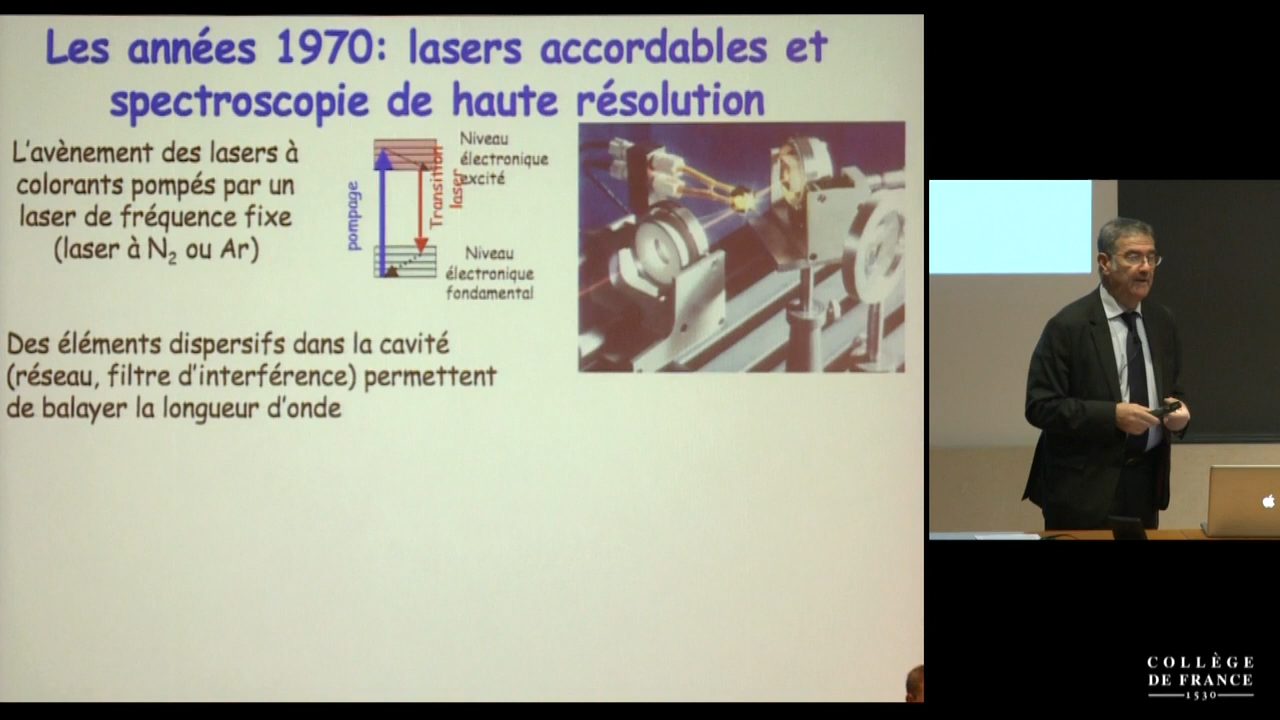 Les années 1970: lasers accordables et
spectroscopie de haute résolution
L'avènement des lasers à
colorants pompés par un
laser de fréquence fixe
(laser à N₂ ou Ar)
pompage
Transition
laser
Niveau
électronique
excité
Niveau
électronique
fondamental
Des éléments dispersifs dans la cavité
(réseau, filtre d'interférence) permettent
de balayer la longueur d'onde
COLLÈGE
DE FRANCE
1530